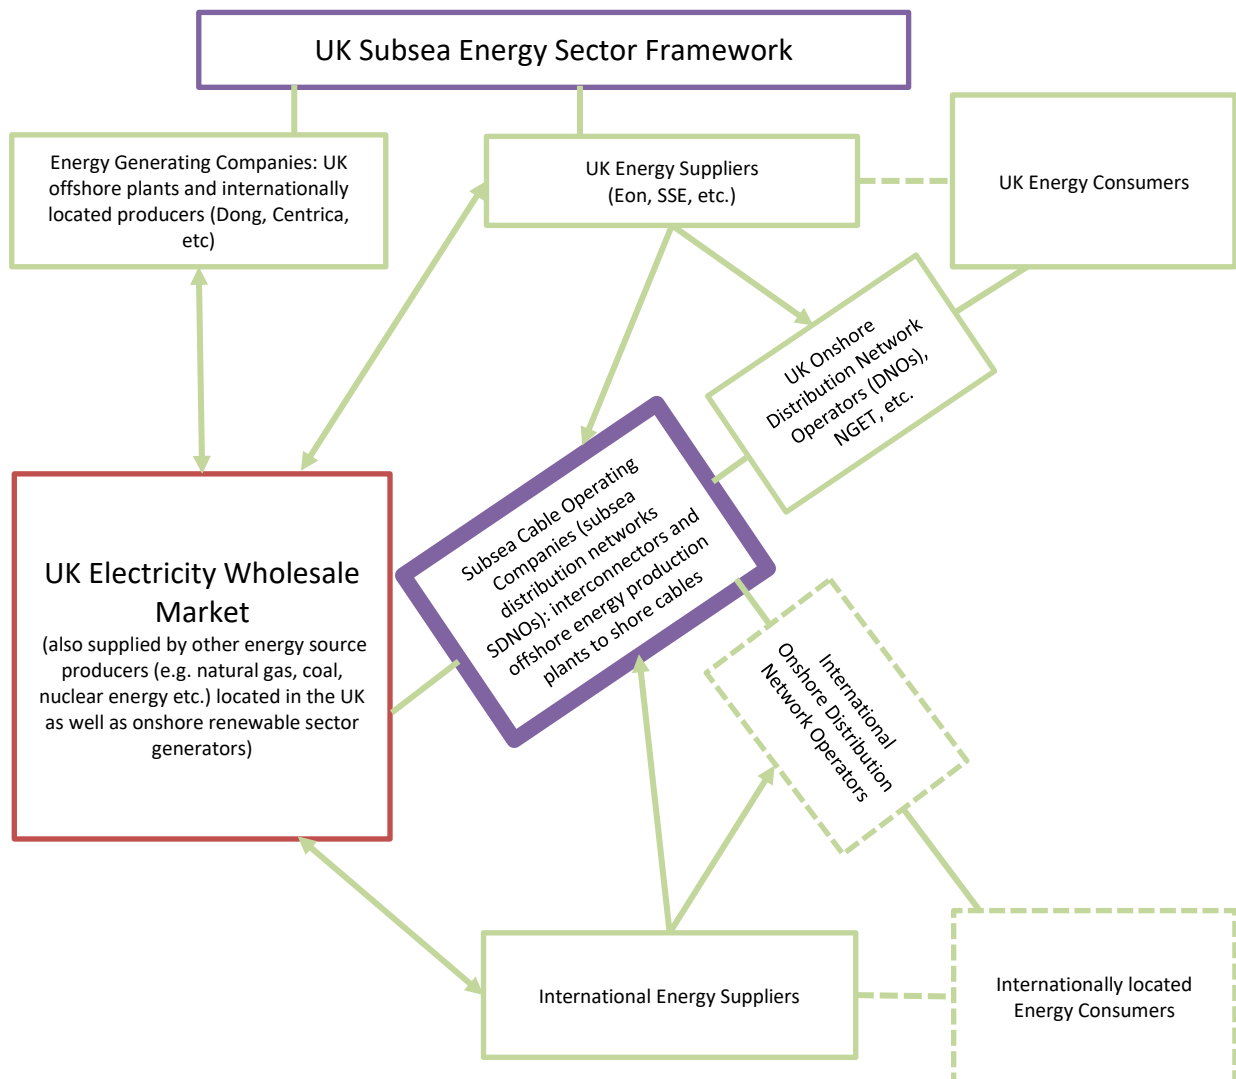 UK Subsea Energy Sector Framework
Energy Generating Companies: UK
offshore plants and internationally
located producers (Dong, Centrica,
etc)
UK Energy Suppliers
(Eon, SSE, etc.)
UK Energy Consumers
UK Onshore
Distribution Network
Operators (DNOs),
NGET, etc.
Subsea Cable Operating
Companies (subsea
distribution networks
SDNOs): interconnectors and
offshore energy production
plants to shore cables
UK Electricity Wholesale
Market
(also supplied by other energy source
producers (e.g. natural gas, coal,
nuclear energy etc.) located in the UK
as well as onshore renewable sector
generators)
International
Onshore Distribution
Network Operators
International Energy Suppliers
Internationally located
Energy Consumers